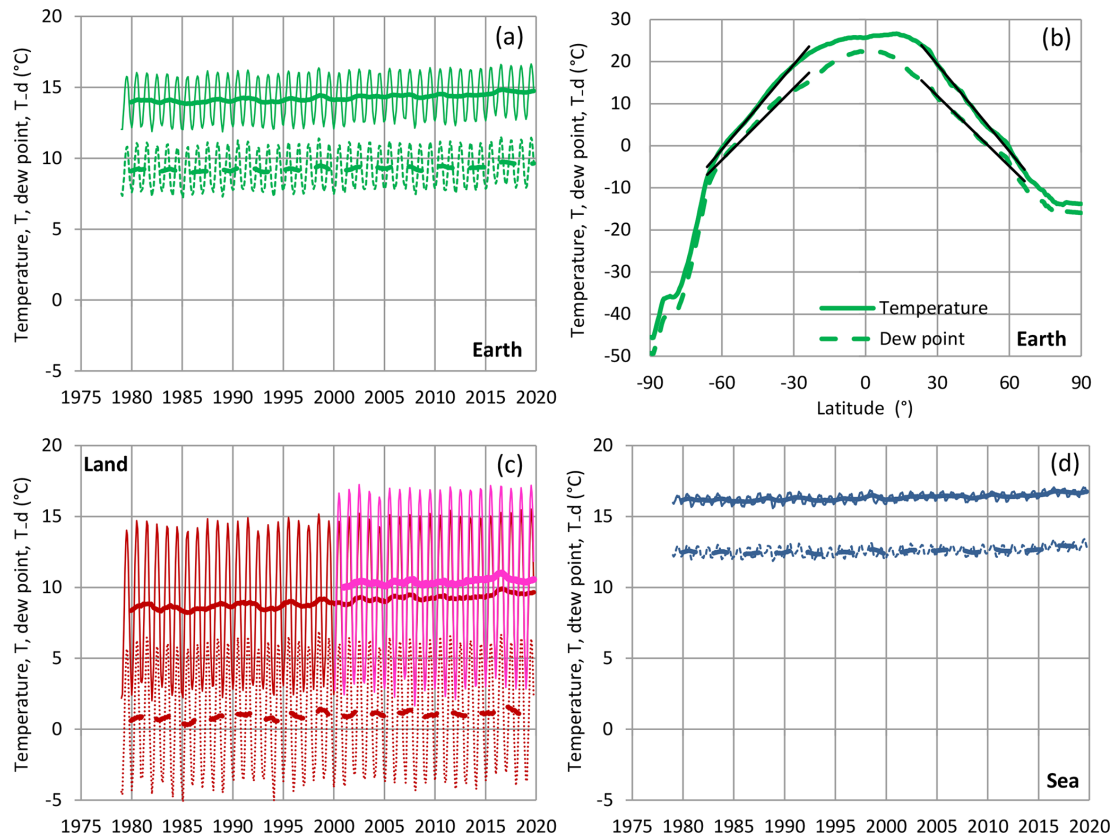 Temperature, T, dew point, T_d (°C)
20
15
10
5
0
-5
(a)
Earth
1975 1980 1985 1990 1995 2000 2005 2010 2015 2020
Temperature, T, dew point, T_d (°C)
30
20
10
0
-10
-20
-30
-40
-50
(b)
Temperature
Dew point
Earth
-90 -60 -30 0 30 60 90
Latitude (°)
Temperature, T, dew point, T_d (°C)
20
15
10
5
0
-5
Land
(c)
1975 1980 1985 1990 1995 2000 2005 2010 2015 2020
Temperature, T, dtew point, T_d (°C)
20
15
10
5
0
-5
(d)
Sea
1975 1980 1985 1990 1995 2000 2005 2010 2015 2020